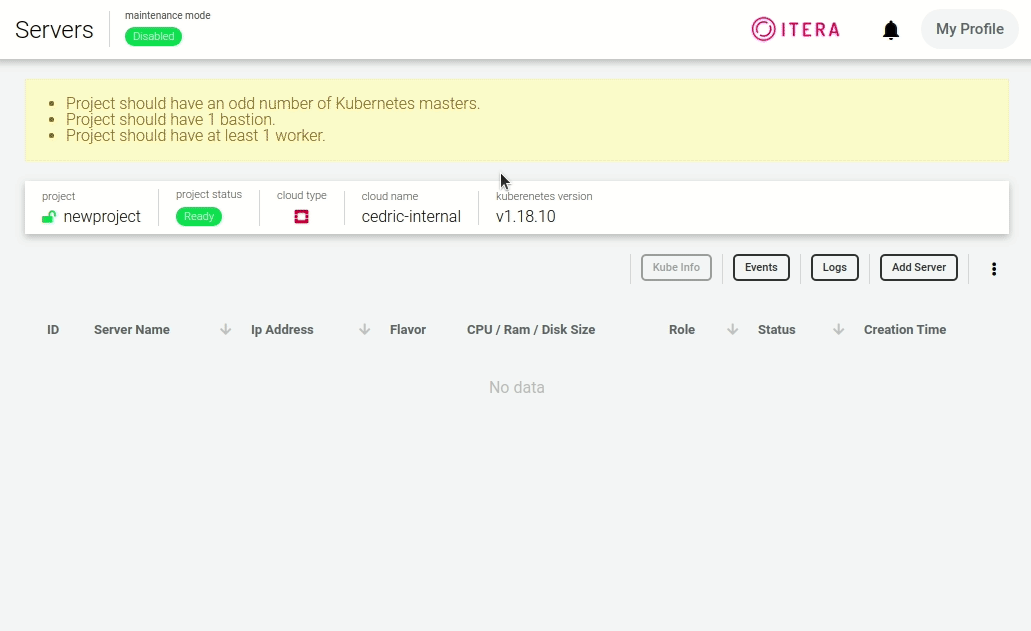 Servers
maintenance mode
Disabled
ITERA
My Profile
Project should have an odd number of Kubernetes masters.
Project should have 1 bastion.
Project should have at least 1 worker.
project
newproject
project status
Ready
cloud type
cloud name
cedric-internal
kuberenetes version
v1.18.10
Kube Info
Events
Logs
Add Server
ID Server Name Ip Address Flavor CPU / Ram / Disk Size Role Status Creation Time
No data